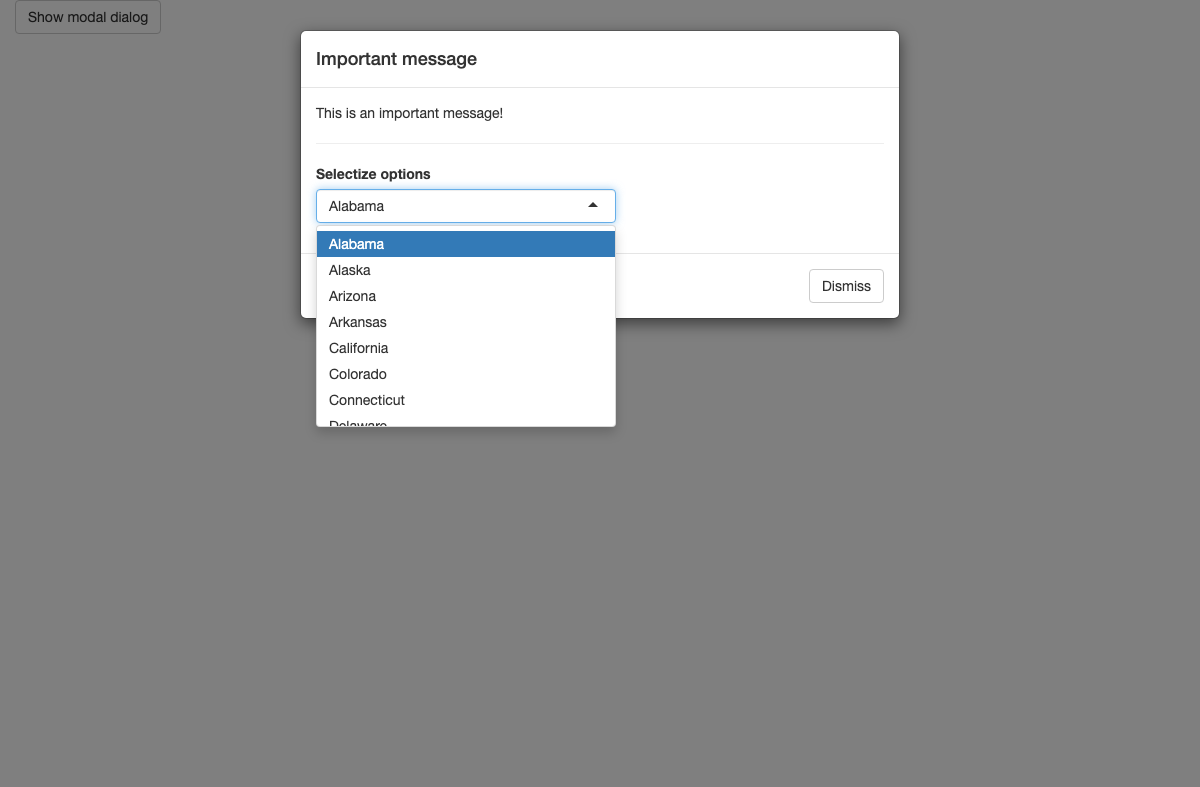 Show modal dialog
Important message
This is an important message!
Selectize options
Alabama
Alabama
Alaska
Arizona
Arkansas
California
Colorado
Connecticut
Delaware
Dismiss